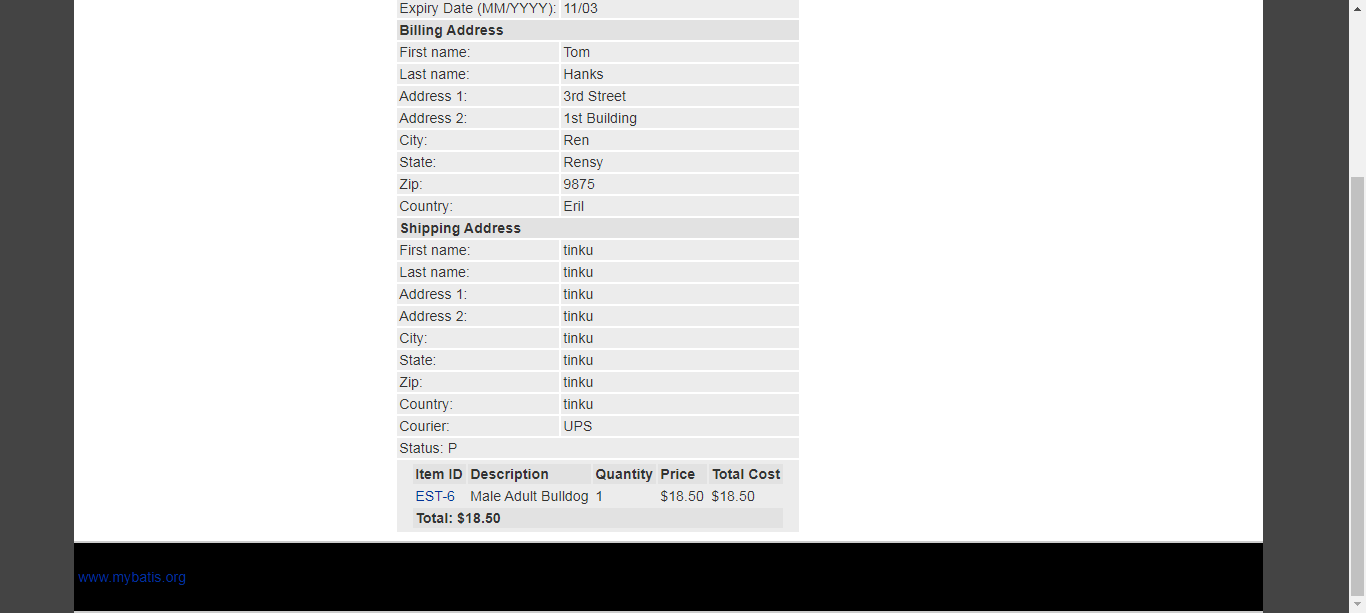 Expiry Date (MM/YYYY): 11/03
Billing Address
First name: Tom
Last name: Hanks
Address 1: 3rd Street
Address 2: 1st Building
City: Ren
State: Rensy
Zip: 9875
Country: Eril
Shipping Address
First name: tinku
Last name: tinku
Address 1: tinku
Address 2: tinku
City: tinku
State: tinku
Zip: tinku
Country: tinku
Courier: UPS
Status: P
Item ID Description Quantity Price Total Cost
EST-6 Male Adult Bulldog 1 $18.50 $18.50
Total: $18.50
www.mybatis.org